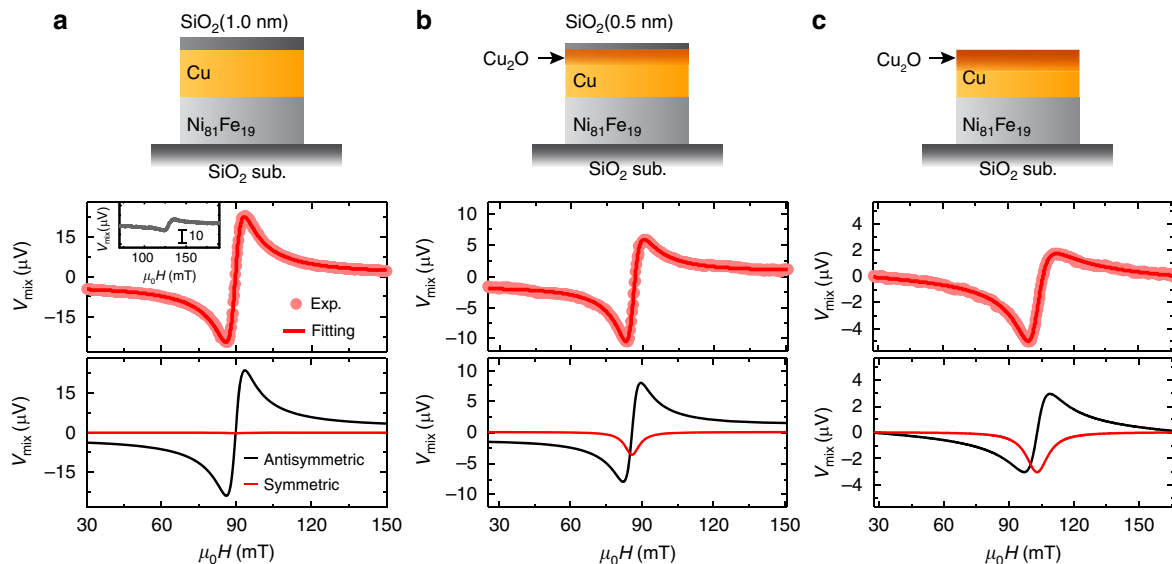 a
SiO₂(1.0 nm)
Cu
Ni₈₁Fe₁₉
SiO₂ sub.
b
SiO₂(0.5 nm)
Cu₂O
Cu
Ni₈₁Fe₁₉
SiO₂ sub.
c
Cu₂O
Cu
Ni₈₁Fe₁₉
SiO₂ sub.
Vmix (μV)
15
0
−15
Vmix(μV)
10
100 150
μ₀H (mT)
Exp.
Fitting
Vmix (μV)
10
5
0
−5
−10
Vmix (μV)
4
2
0
−2
−4
Vmix (μV)
15
0
−15
Antisymmetric
Symmetric
30 90 150
μ₀H (mT)
Vmix (μV)
10
5
0
−5
−10
30 90 150
μ₀H (mT)
Vmix (μV)
4
2
0
−2
−4
30 60 90 120 150
μ₀H (mT)